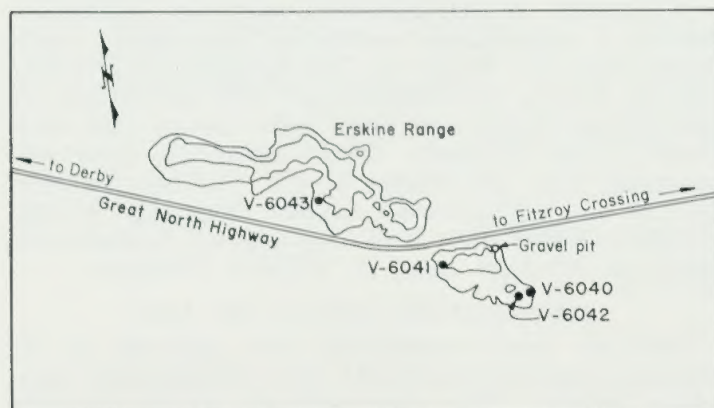 N
Erskine Range
to Derby
V-6043
Great North Highway
to Fitzroy Crossing
Gravel pit
V-6041
V-6040
V-6042